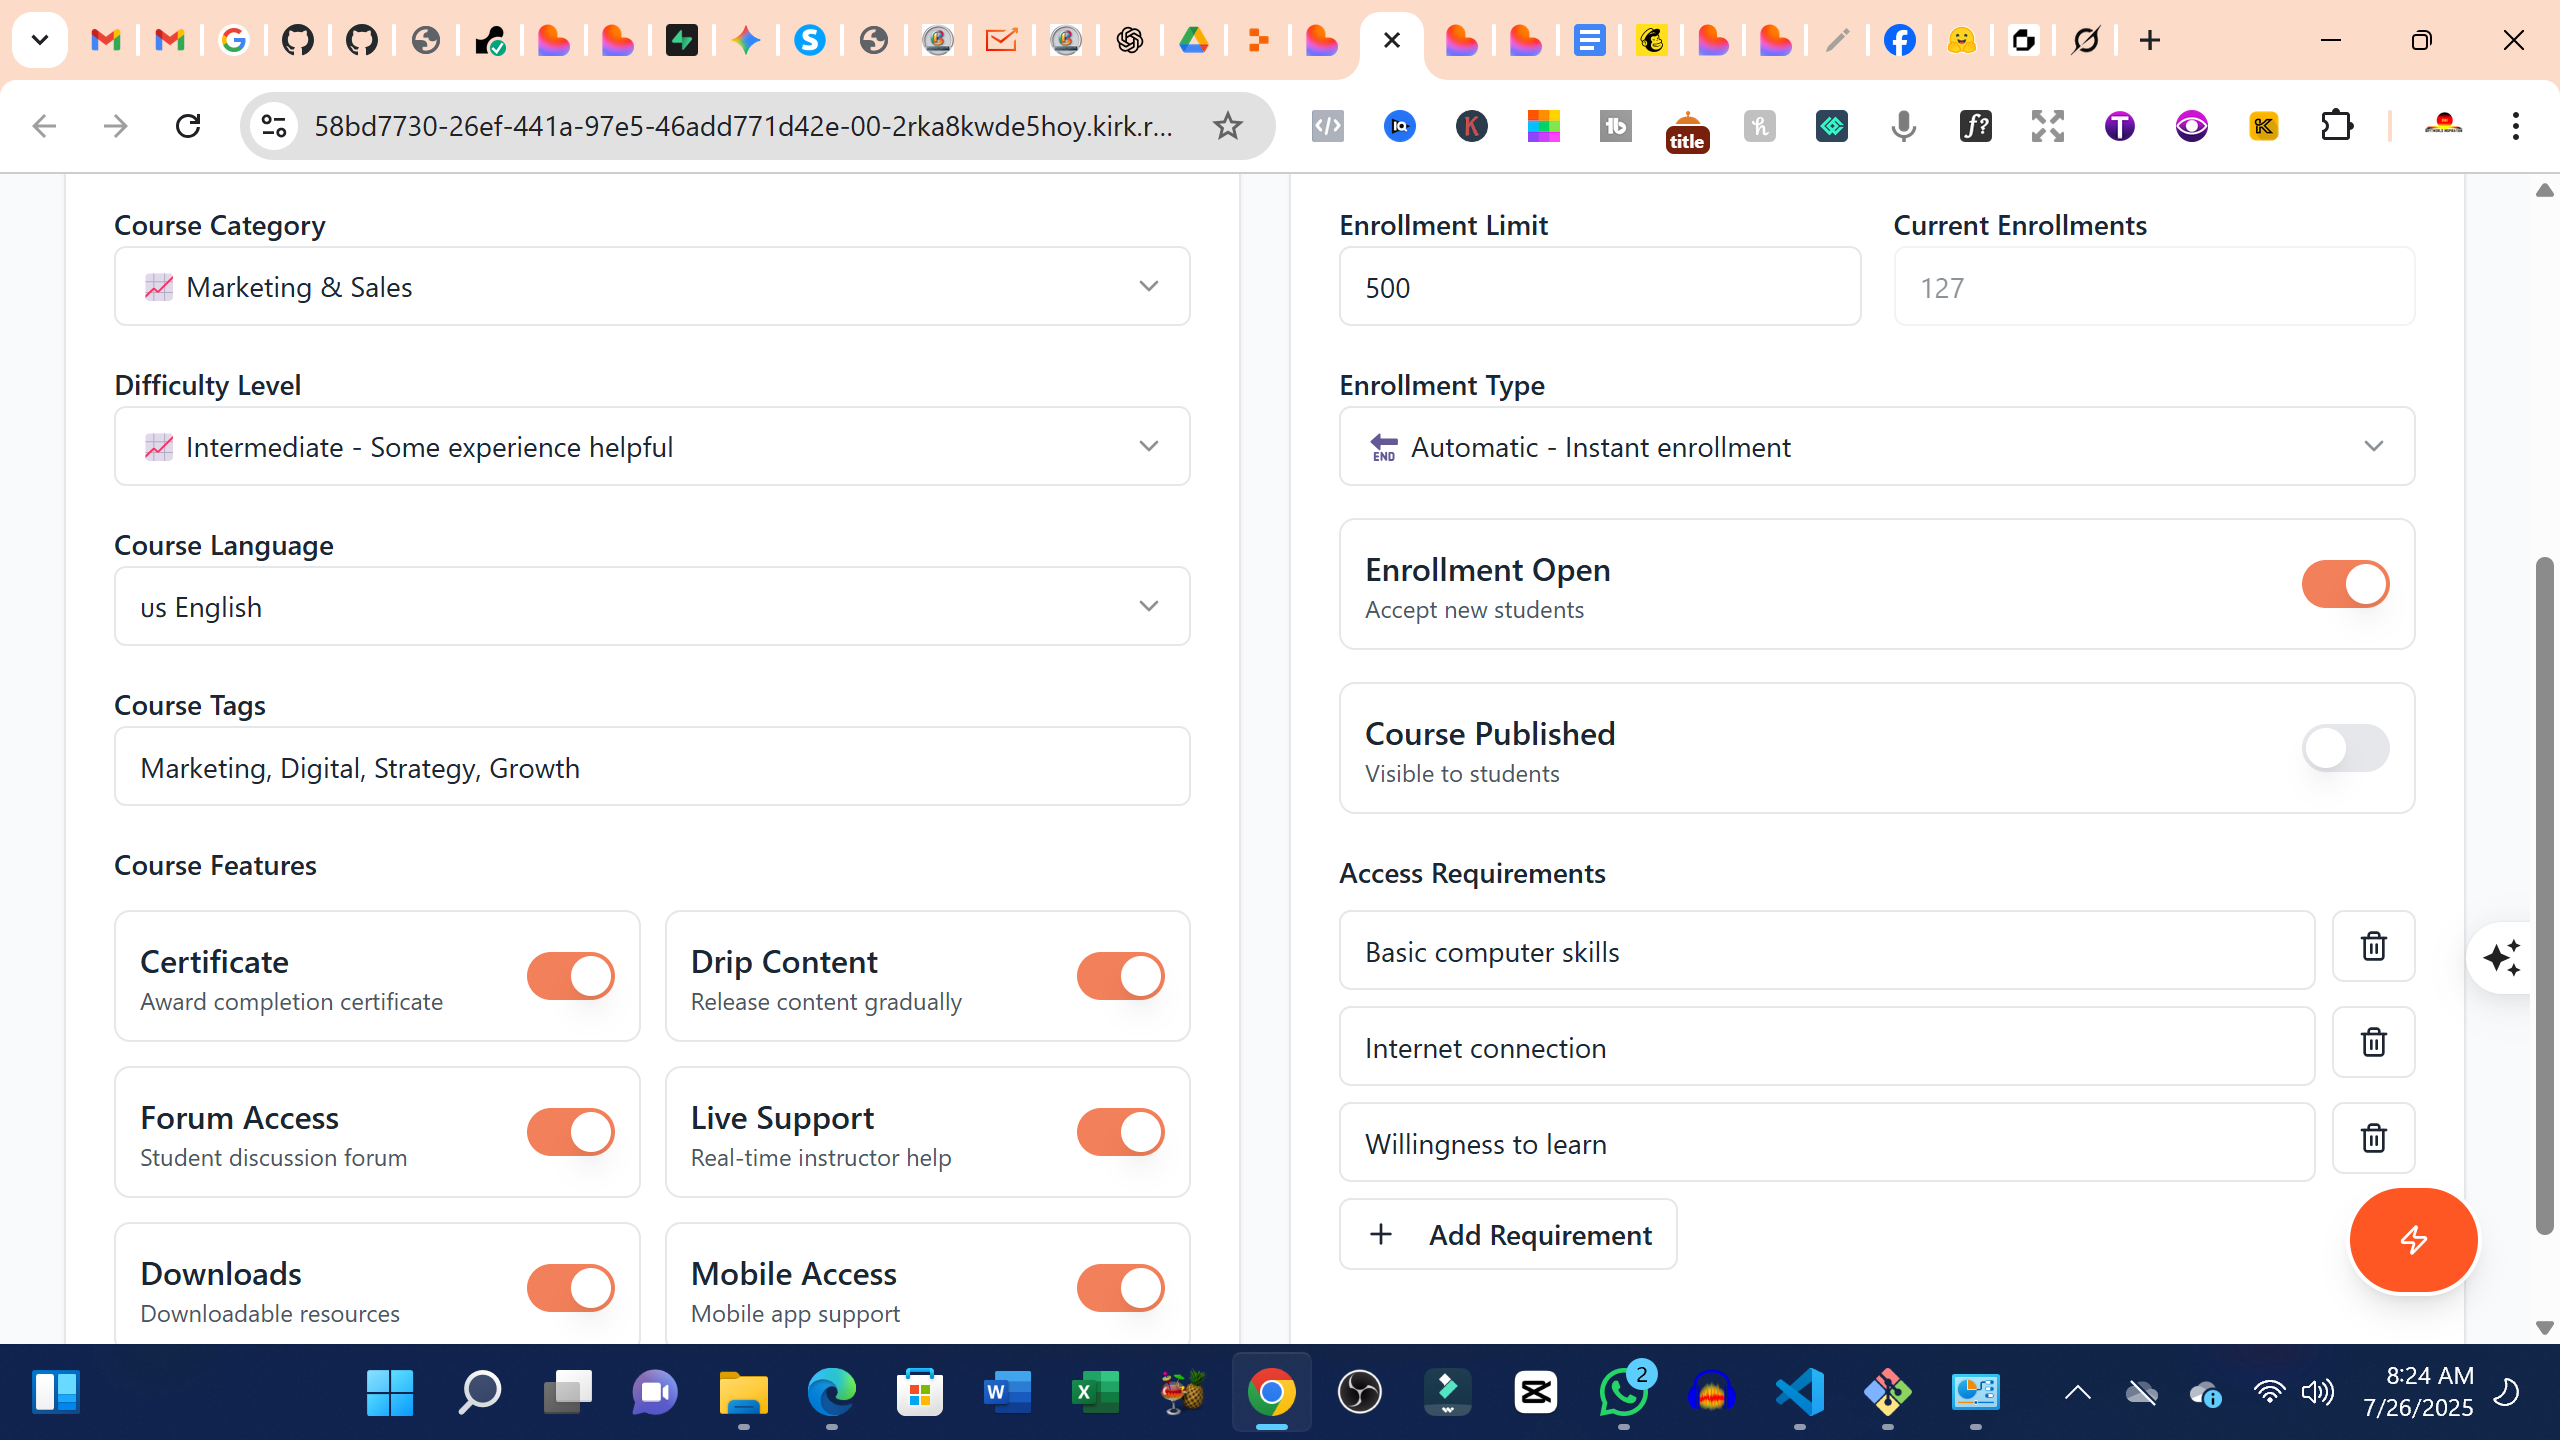 58bd7730-26ef-441a-97e5-46add771d42e-00-2rka8kwde5hoy.kirk.r...
title
Course Category
Marketing & Sales
Difficulty Level
Intermediate - Some experience helpful
Course Language
us English
Course Tags
Marketing, Digital, Strategy, Growth
Course Features
Certificate
Award completion certificate
Drip Content
Release content gradually
Forum Access
Student discussion forum
Live Support
Real-time instructor help
Downloads
Downloadable resources
Mobile Access
Mobile app support
Enrollment Limit
500
Current Enrollments
127
Enrollment Type
END
Automatic - Instant enrollment
Enrollment Open
Accept new students
Course Published
Visible to students
Access Requirements
Basic computer skills
Internet connection
Willingness to learn
Add Requirement
2
8:24 AM
7/26/2025